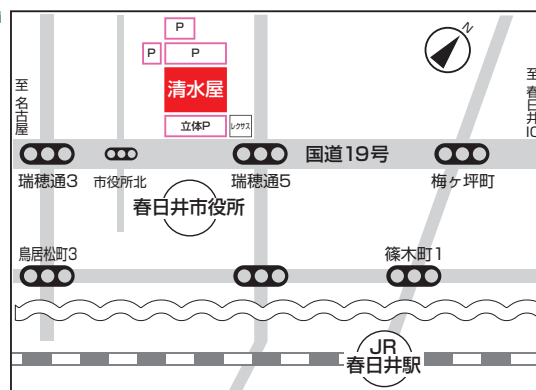 P
P
P
N
清水屋
立体P
レクサス
至 名古屋
至 春日井IC
国道19号
瑞穂通3
市役所北
瑞穂通5
梅ヶ坪町
春日井市役所
鳥居松町3
篠木町1
JR
春日井駅